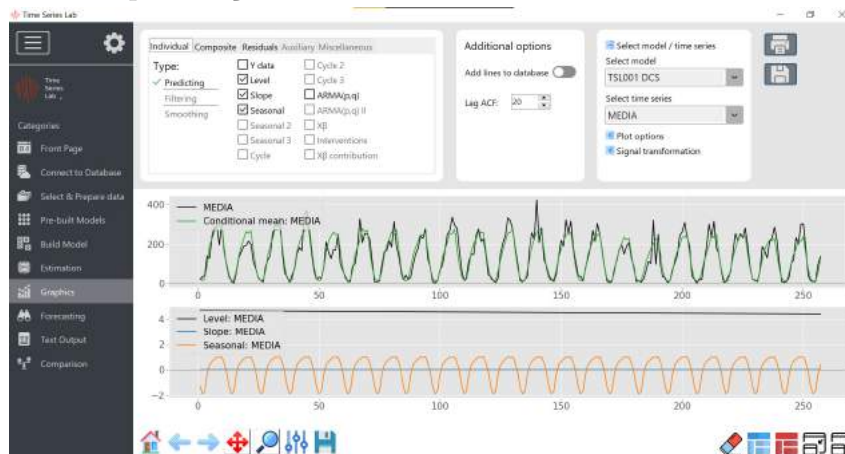 Time Series Lab
Time
Series
Lab
Categories
Front Page
Connect to Database
Select & Prepare data
Pre-built Models
Build Model
Estimation
Graphics
Forecasting
Text Output
Comparison
Individual Composite Residuals Auxiliary Miscellaneous
Type:
Predicting
Filtering
Smoothing
Y data
Level
Slope
Seasonal
Seasonal 2
Seasonal 3
Cycle
Cycle 2
Cycle 3
ARMA(p,q)
ARMA(p,q) II
Xβ
Interventions
Xβ contribution
Additional options
Add lines to database
Lag ACF: 20
Select model / time series
Select model
TSL001 DCS
Select time series
MEDIA
Plot options
Signal transformation
MEDIA
Conditional mean: MEDIA
400
200
0
0 50 100 150 200 250
Level: MEDIA
Slope: MEDIA
Seasonal: MEDIA
4
2
0
−2
0 50 100 150 200 250